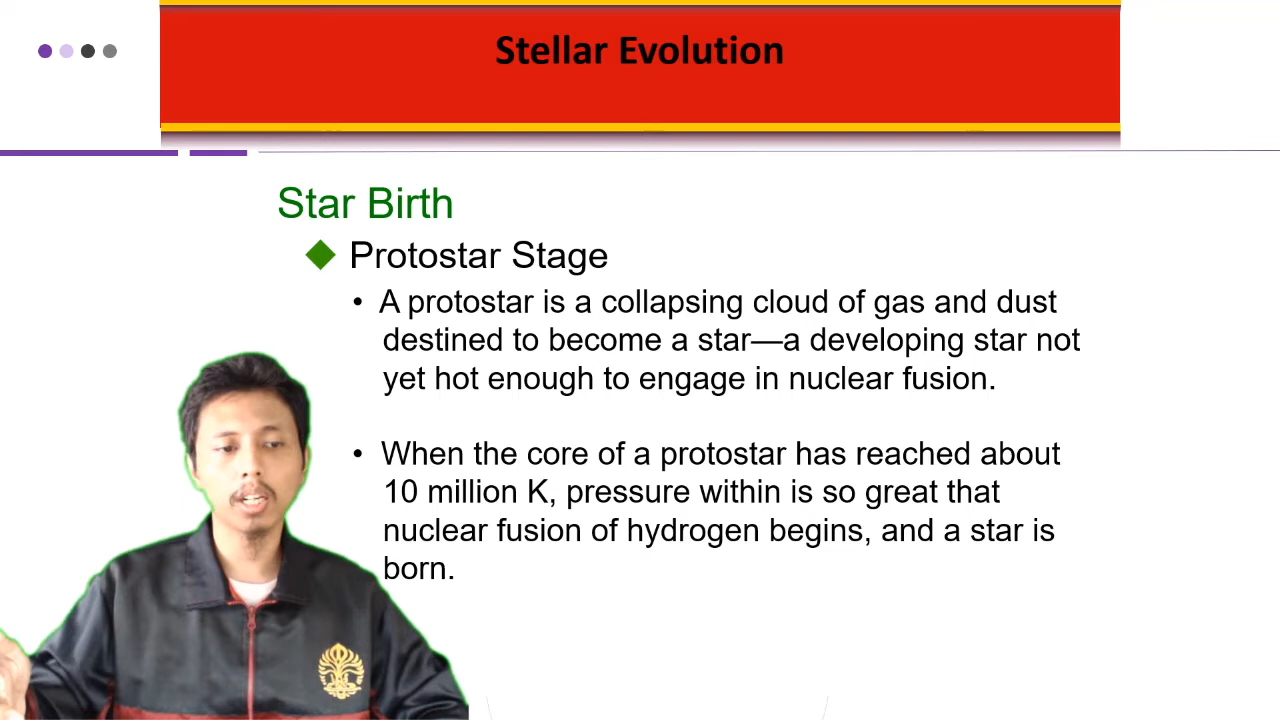 Stellar Evolution
Star Birth
◆ Protostar Stage
• A protostar is a collapsing cloud of gas and dust
destined to become a star—a developing star not
yet hot enough to engage in nuclear fusion.
• When the core of a protostar has reached about
10 million K, pressure within is so great that
nuclear fusion of hydrogen begins, and a star is
born.